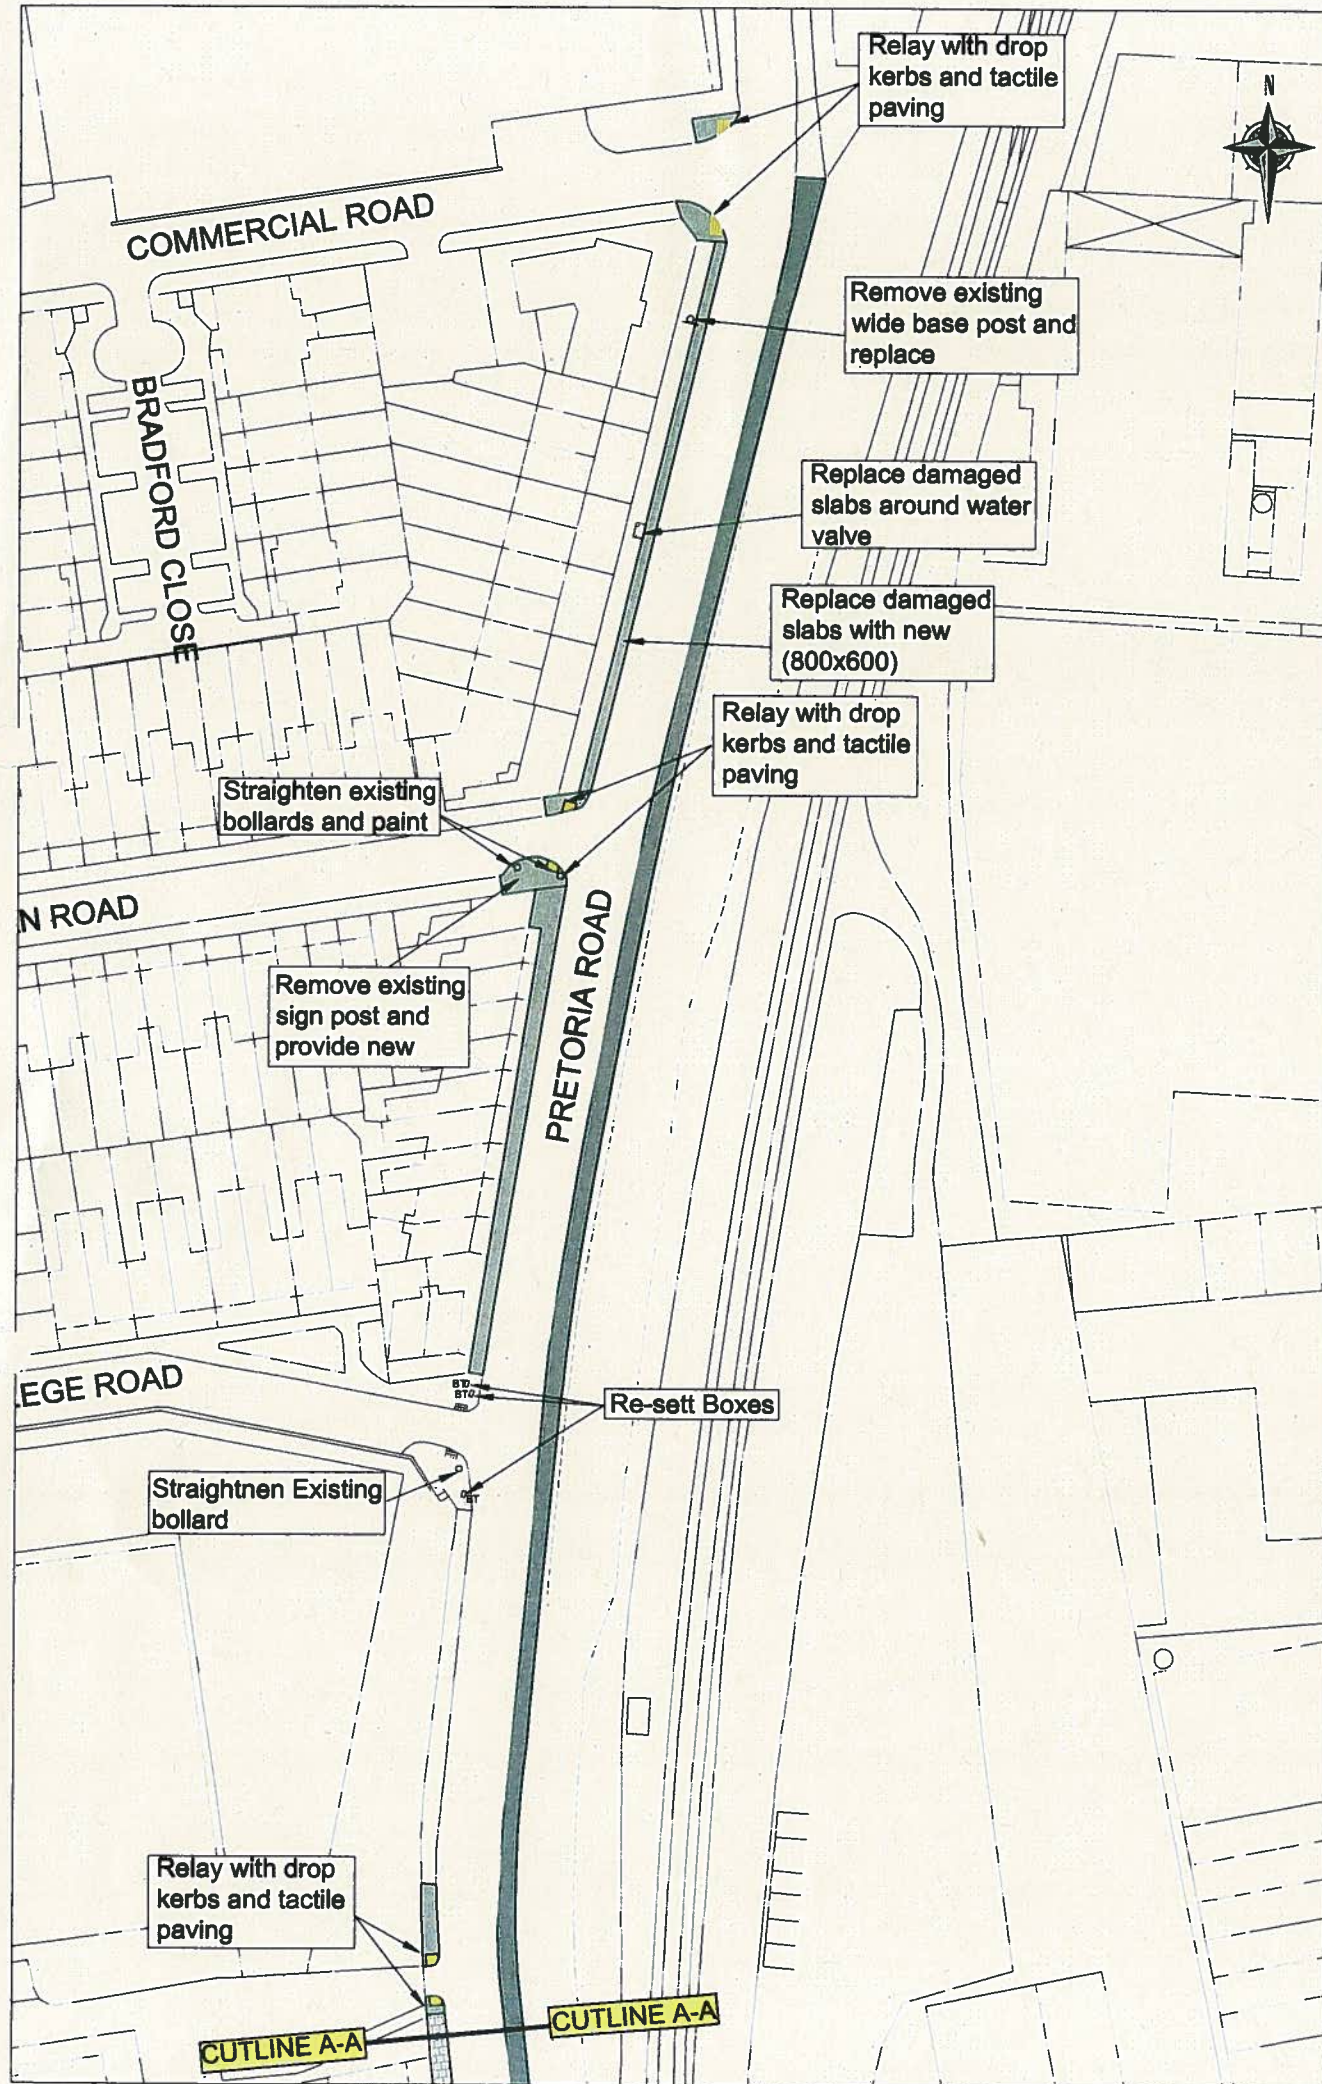 Relay with drop
kerbs and tactile
paving
N
COMMERCIAL ROAD
Remove existing
wide base post and
replace
BRADFORD CLOSE
Replace damaged
slabs around water
valve
Replace damaged
slabs with new
(800x600)
Relay with drop
kerbs and tactile
paving
Straighten existing
bollards and paint
N ROAD
PRETORIA ROAD
Remove existing
sign post and
provide new
EGE ROAD
BT
BT
Re-sett Boxes
Straightnen Existing
bollard
BT
Relay with drop
kerbs and tactile
paving
CUTLINE A-A
CUTLINE A-A